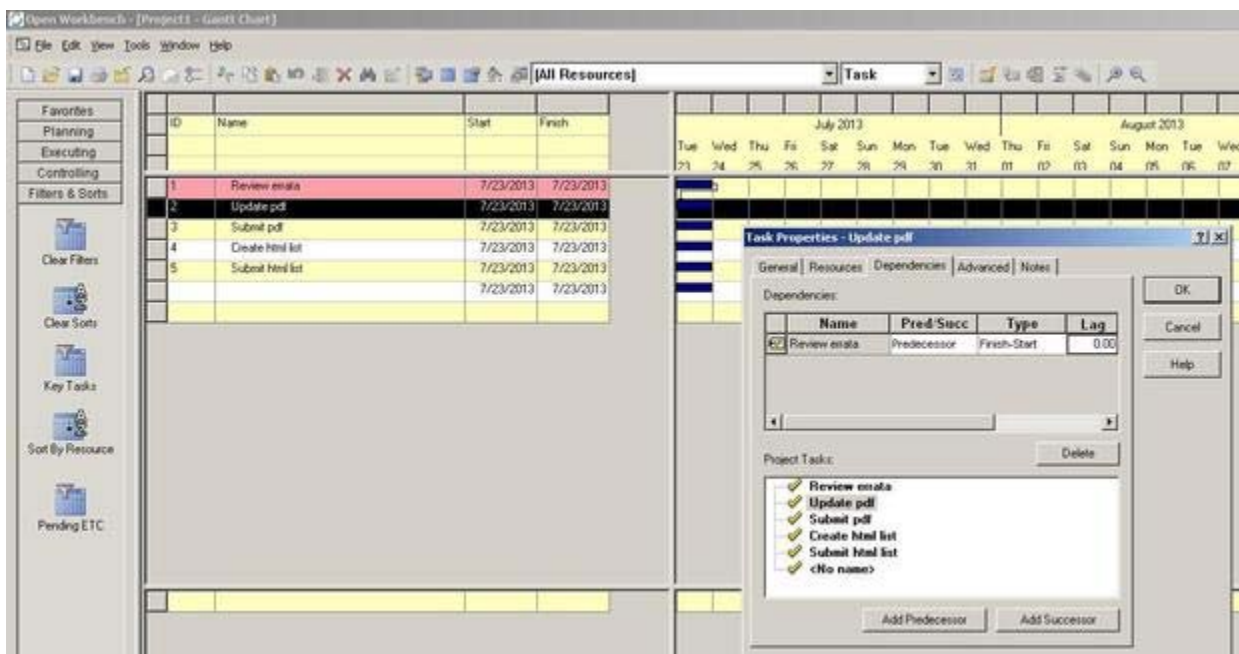 Open Workbench - [Project1 - Gantt Chart]
File Edit View Tools Window Help
[All Resources] Task
Favorites
Planning
Executing
Controlling
Filters & Sorts
Clear Filters
Clear Sorts
Key Tasks
Sort By Resource
Pending ETC
ID Name Start Finish
1 Review errata 7/23/2013 7/23/2013
2 Update pdf 7/23/2013 7/23/2013
3 Submit pdf 7/23/2013 7/23/2013
4 Create html list 7/23/2013 7/23/2013
5 Submit html list 7/23/2013 7/23/2013
7/23/2013 7/23/2013
July 2013 August 2013
Tue Wed Thu Fri Sat Sun Mon Tue Wed Thu Fri Sat Sun Mon Tue Wed
23 24 25 26 27 28 29 30 31 01 02 03 04 05 06 07
Task Properties - Update pdf
General Resources Dependencies Advanced Notes
Dependencies:
Name Pred/Succ Type Lag
Review errata Predecessor Finish-Start 0.00
Delete
Project Tasks:
Review errata
Update pdf
Submit pdf
Create html list
Submit html list
<No name>
Add Predecessor Add Successor
OK
Cancel
Help